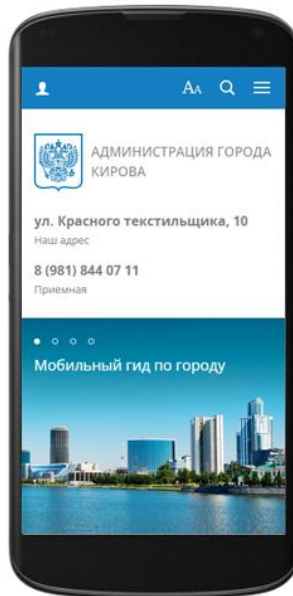 AA
АДМИНИСТРАЦИЯ ГОРОДА
КИРОВА
ул. Красного текстильщика, 10
Наш адрес
8 (981) 844 07 11
Приемная
Мобильный гид по городу